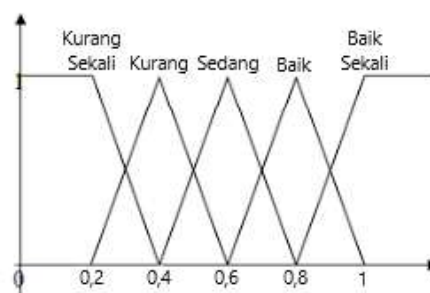 Kurang
Sekali
Kurang
Sedang
Baik
Baik
Sekali
1
0
0,2
0,4
0,6
0,8
1